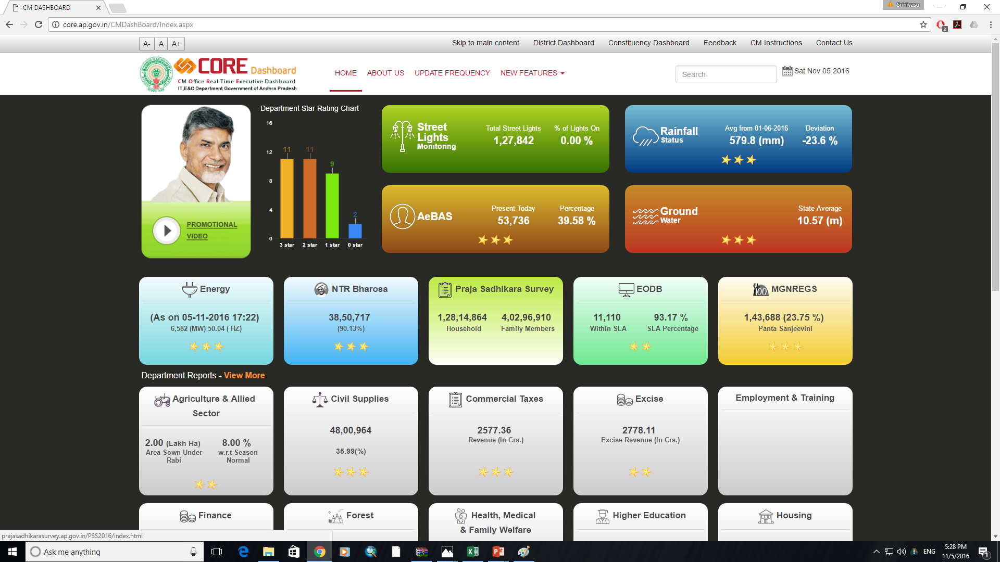 CM DASHBOARD
Srinivasu
core.ap.gov.in/CMDashBoard/Index.aspx
2
A- A A+
Skip to main content District Dashboard Constituency Dashboard Feedback CM Instructions Contact Us
CORE Dashboard
CM Office Real-Time Executive Dashboard
IT,E&C Department Government of Andhra Pradesh
HOME ABOUT US UPDATE FREQUENCY NEW FEATURES
Search
Sat Nov 05 2016
PROMOTIONAL
VIDEO
Department Star Rating Chart
16
12
8
4
0
11 11 9 2
3 star 2 star 1 star 0 star
Street
Lights
Monitoring
Total Street Lights % of Lights On
1,27,842 0.00 %
Rainfall
Status
Avg from 01-06-2016 Deviation
579.8 (mm) -23.6 %
AeBAS
Present Today Percentage
53,736 39.58 %
Ground
Water
State Average
10.57 (m)
Energy
(As on 05-11-2016 17:22)
6,582 (MW) 50.04 ( HZ)
NTR Bharosa
38,50,717
(90.13%)
Praja Sadhikara Survey
1,28,14,864 4,02,96,910
Household Family Members
EODB
11,110 93.17 %
Within SLA SLA Percentage
100
MGNREGS
1,43,688 (23.75 %)
Panta Sanjeevini
Department Reports - View More
Agriculture & Allied
Sector
2.00 (Lakh Ha) 8.00 %
Area Sown Under w.r.t Season
Rabi Normal
Civil Supplies
48,00,964
35.99(%)
Commercial Taxes
2577.36
Revenue (In Crs.)
Excise
2778.11
Excise Revenue (In Crs.)
Employment & Training
Finance
Forest
Health, Medical
& Family Welfare
Higher Education
Housing
prajasadhikarasurvey.ap.gov.in/PSS2016/index.html
Ask me anything
ENG
5:28 PM
11/5/2016
1